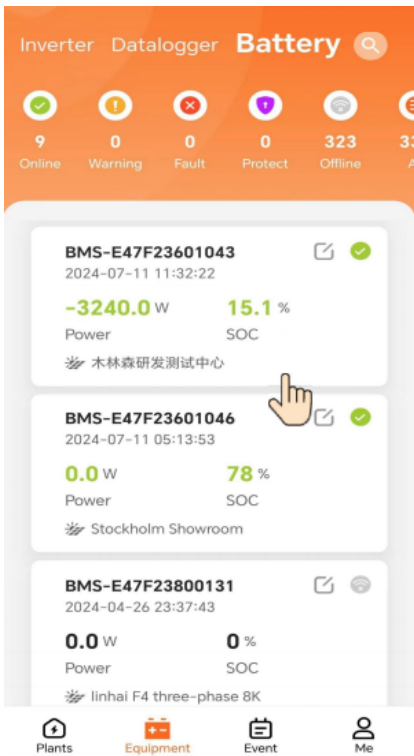 Inverter Datalogger Battery
9 0 0 0 323 33
Online Warning Fault Protect Offline A
BMS-E47F23601043
2024-07-11 11:32:22
-3240.0 W 15.1 %
Power SOC
木林森研发测试中心
BMS-E47F23601046
2024-07-11 05:13:53
0.0 W 78 %
Power SOC
Stockholm Showroom
BMS-E47F23800131
2024-04-26 23:37:43
0.0 W 0 %
Power SOC
linhai F4 three-phase 8K
Plants Equipment Event Me